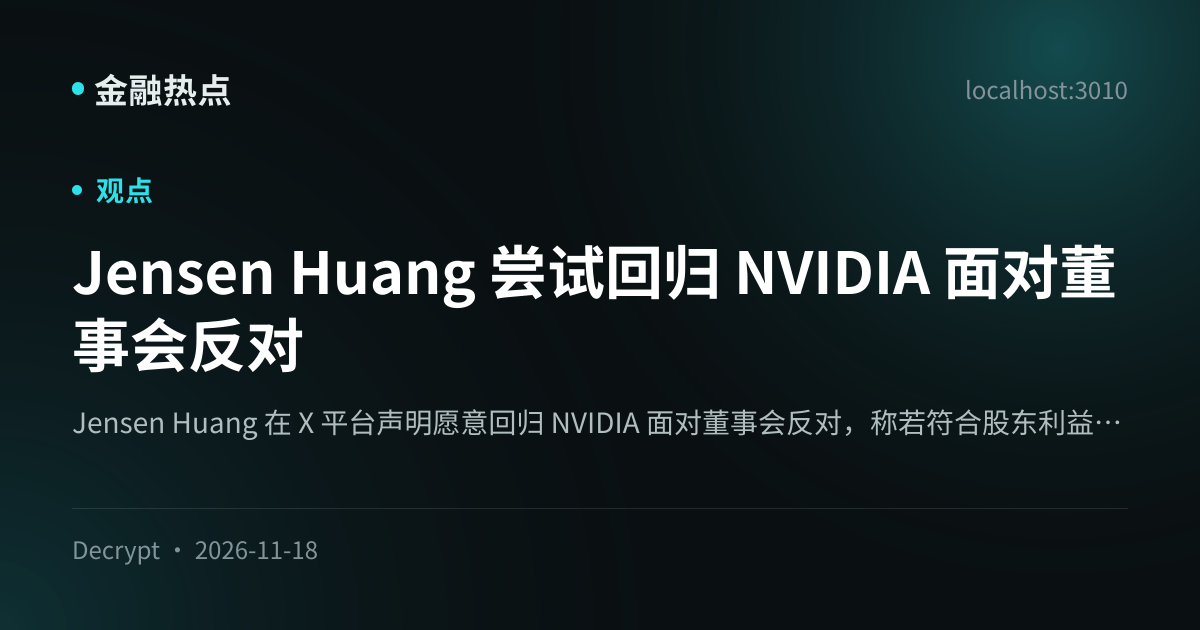 金融热点
localhost:3010
观点
Jensen Huang 尝试回归 NVIDIA 面对董
事会反对
Jensen Huang 在 X 平台声明愿意回归 NVIDIA 面对董事会反对，称若符合股东利益…
Decrypt · 2026-11-18